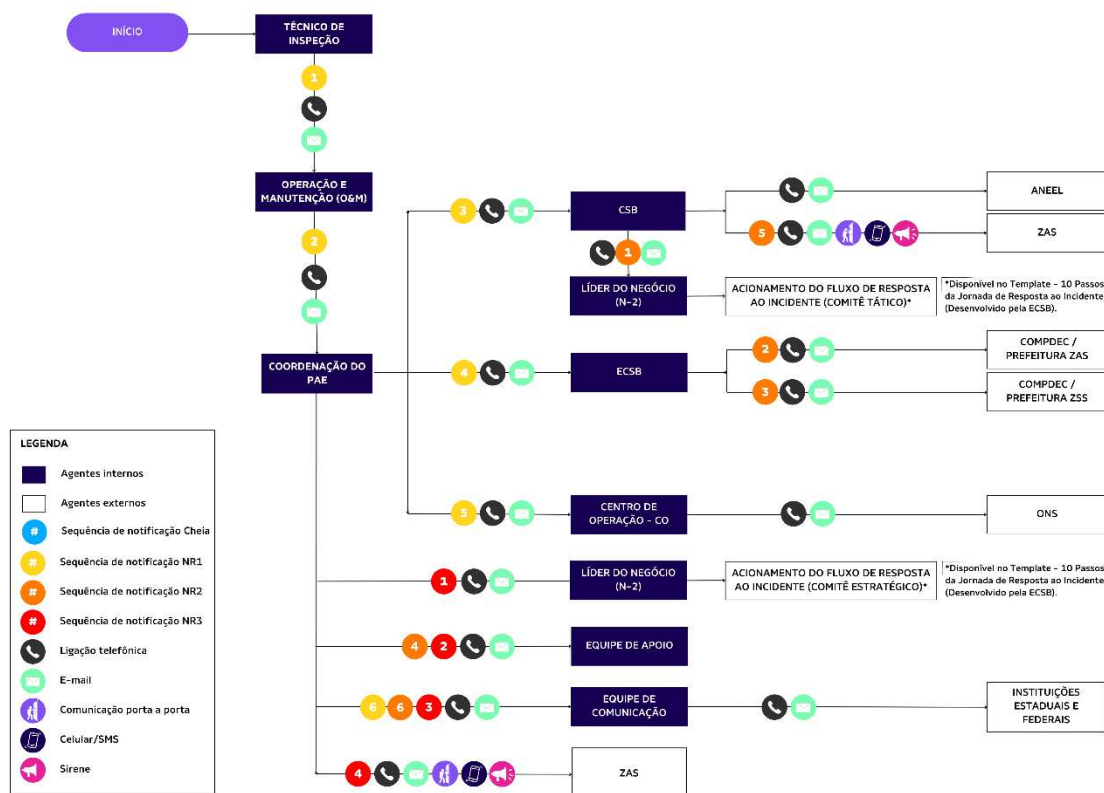 INÍCIO
TÉCNICO DE
INSPEÇÃO
1
OPERAÇÃO E
MANUTENÇÃO (O&M)
2
COORDENAÇÃO DO
PAE
3
CSB
ANEEL
5
ZAS
1
LÍDER DO NEGÓCIO
(N-2)
ACIONAMENTO DO FLUXO DE RESPOSTA
AO INCIDENTE (COMITÊ TÁTICO)*
*Disponível no Template - 10 Passos
da Jornada de Resposta ao Incidente
(Desenvolvido pela ECSB).
4
ECSB
2
COMPDEC /
PREFEITURA ZAS
3
COMPDEC /
PREFEITURA ZSS
5
CENTRO DE
OPERAÇÃO - CO
ONS
1
LÍDER DO NEGÓCIO
(N-2)
ACIONAMENTO DO FLUXO DE RESPOSTA
AO INCIDENTE (COMITÊ ESTRATÉGICO)*
*Disponível no Template - 10 Passos
da Jornada de Resposta ao Incidente
(Desenvolvido pela ECSB).
4 2
EQUIPE DE APOIO
6 6 3
EQUIPE DE
COMUNICAÇÃO
INSTITUIÇÕES
ESTADUAIS E
FEDERAIS
4
ZAS
LEGENDA
Agentes internos
Agentes externos
# Sequência de notificação Cheia
# Sequência de notificação NR1
# Sequência de notificação NR2
# Sequência de notificação NR3
Ligação telefônica
E-mail
Comunicação porta a porta
Celular/SMS
Sirene